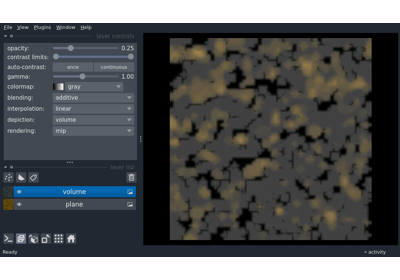 File View Plugins Window Help
layer controls
opacity: 0.25
contrast limits:
auto-contrast: once continuous
gamma: 1.00
colormap: gray
blending: additive
interpolation: linear
depiction: volume
rendering: mip
layer list
volume
plane
Ready
activity